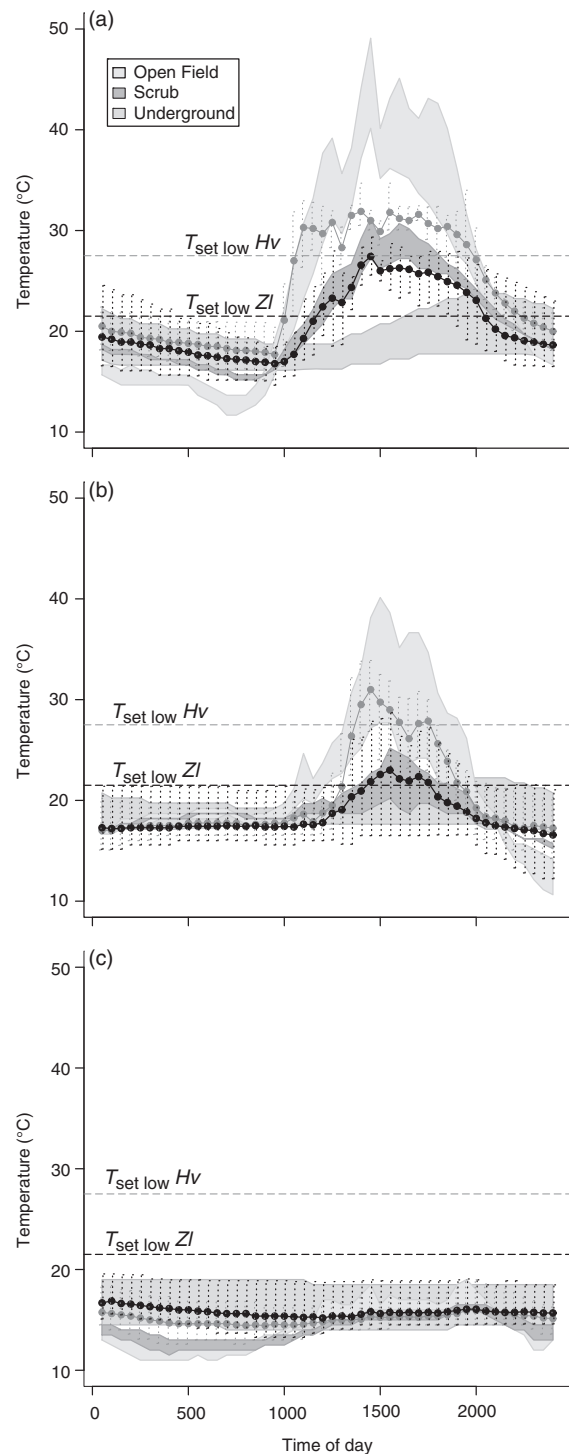 (a)
50
40
30
20
10
Temperature (°C)
Open Field
Scrub
Underground
Tset low Hv
Tset low Zl
(b)
50
40
30
20
10
Temperature (°C)
Tset low Hv
Tset low Zl
(c)
50
40
30
20
10
Temperature (°C)
Tset low Hv
Tset low Zl
0 500 1000 1500 2000
Time of day